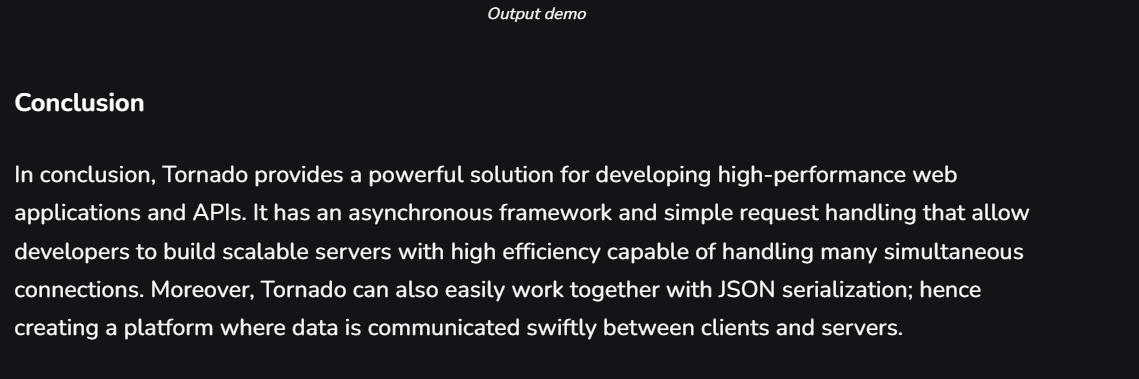 Output demo
Conclusion
In conclusion, Tornado provides a powerful solution for developing high-performance web
applications and APIs. It has an asynchronous framework and simple request handling that allow
developers to build scalable servers with high efficiency capable of handling many simultaneous
connections. Moreover, Tornado can also easily work together with JSON serialization; hence
creating a platform where data is communicated swiftly between clients and servers.